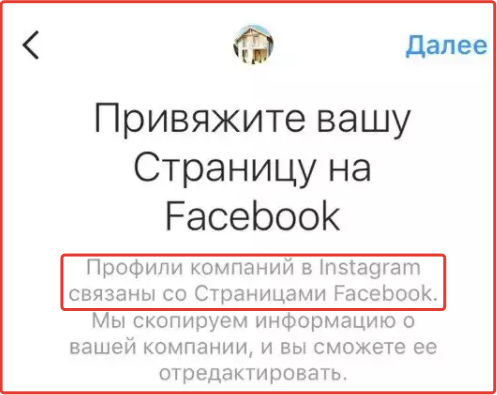 Далее
Привяжите вашу
Страницу на
Facebook
Профили компаний в Instagram
связаны со Страницами Facebook.
Мы скопируем информацию о
вашей компании, и вы сможете ее
отредактировать.